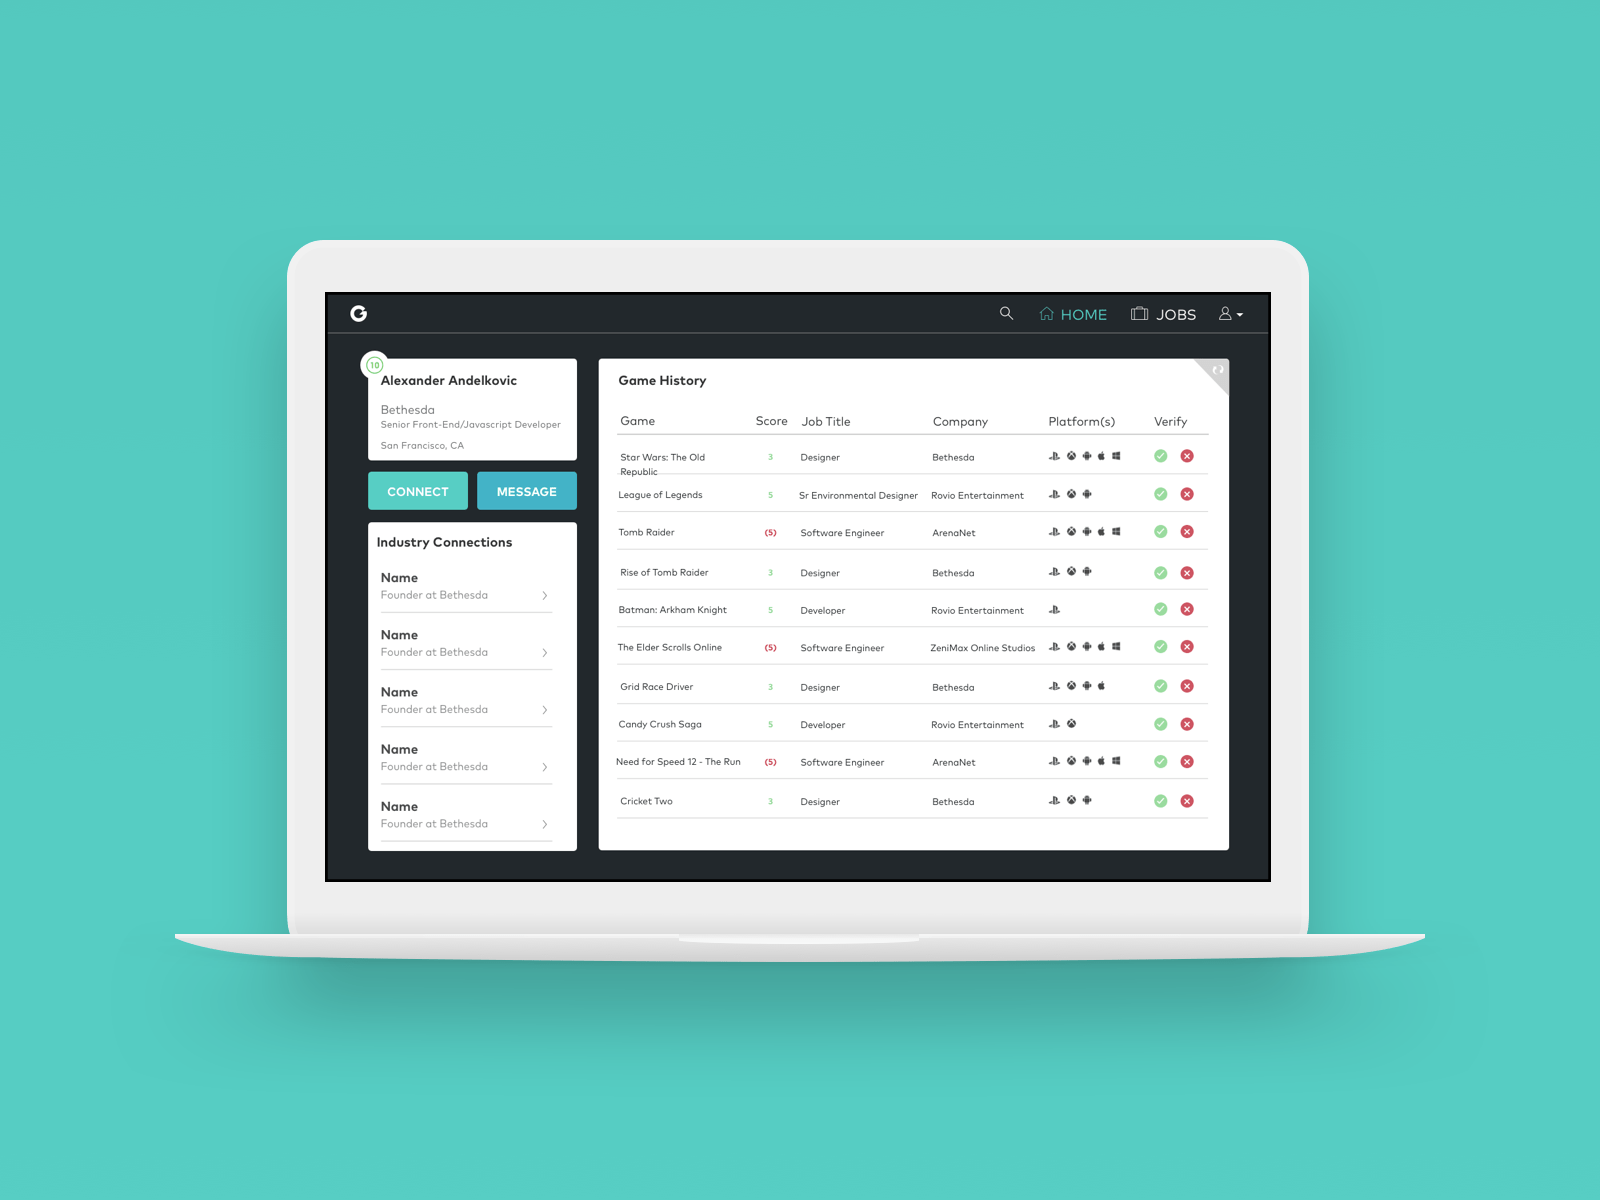 G
HOME
JOBS
10
Alexander Andelkovic
Bethesda
Senior Front-End/Javascript Developer
San Francisco, CA
CONNECT
MESSAGE
Industry Connections
Name
Founder at Bethesda
Name
Founder at Bethesda
Name
Founder at Bethesda
Name
Founder at Bethesda
Name
Founder at Bethesda
Game History
Game Score Job Title Company Platform(s) Verify
Star Wars: The Old
Republic
3 Designer Bethesda
League of Legends 5 Sr Environmental Designer Rovio Entertainment
Tomb Raider (5) Software Engineer ArenaNet
Rise of Tomb Raider 3 Designer Bethesda
Batman: Arkham Knight 5 Developer Rovio Entertainment
The Elder Scrolls Online (5) Software Engineer ZeniMax Online Studios
Grid Race Driver 3 Designer Bethesda
Candy Crush Saga 5 Developer Rovio Entertainment
Need for Speed 12 - The Run (5) Software Engineer ArenaNet
Cricket Two 3 Designer Bethesda